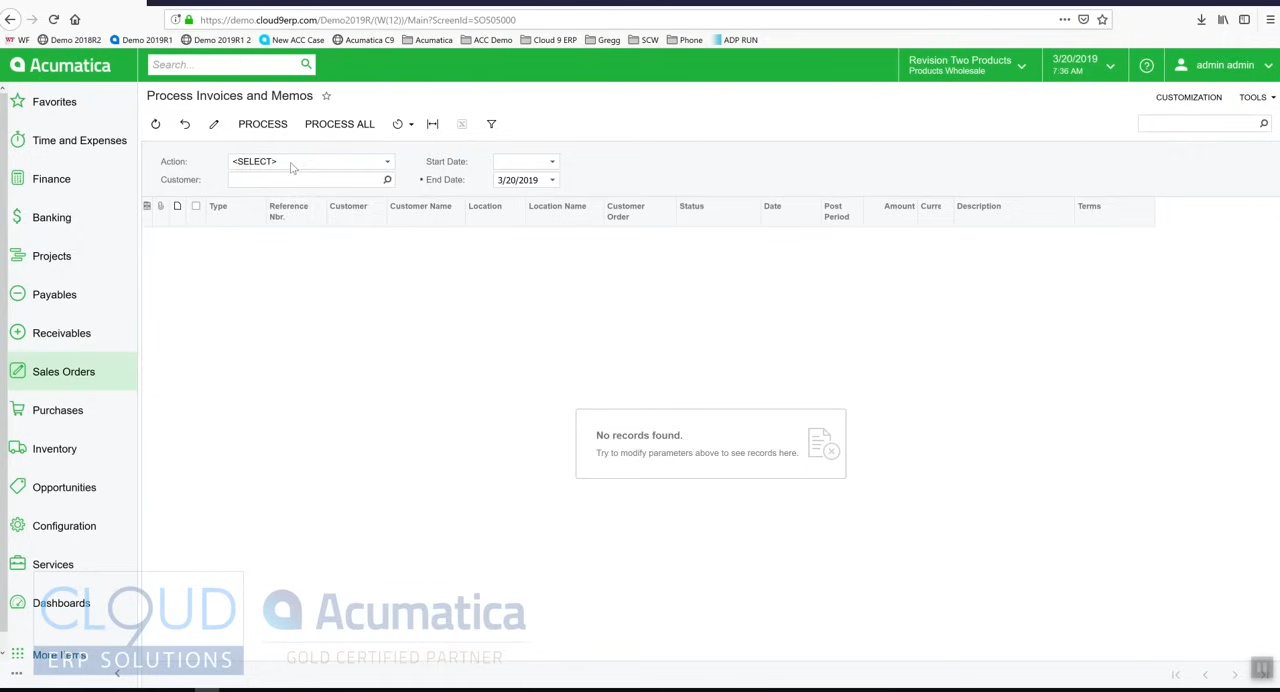 https://demo.cloud9erp.com/Demo2019R/(W(12))/Main?ScreenId=SO505000
WF Demo 2018R2 Demo 2019R1 Demo 2019R1 2 New ACC Case Acumatica C9 Acumatica ACC Demo Cloud 9 ERP Gregg SCW Phone ADP RUN
Acumatica
Search...
Revision Two Products
Products Wholesale
3/20/2019
7:36 AM
admin admin
Favorites
Time and Expenses
Finance
Banking
Projects
Payables
Receivables
Sales Orders
Purchases
Inventory
Opportunities
Configuration
Services
Dashboards
More Items
Process Invoices and Memos
CUSTOMIZATION TOOLS
PROCESS PROCESS ALL
Action: <SELECT> Start Date:
Customer: • End Date: 3/20/2019
Type Reference Nbr. Customer Customer Name Location Location Name Customer Order Status Date Post Period Amount Curre Description Terms
No records found.
Try to modify parameters above to see records here.
CLOUD 9
ERP SOLUTIONS
Acumatica
GOLD CERTIFIED PARTNER